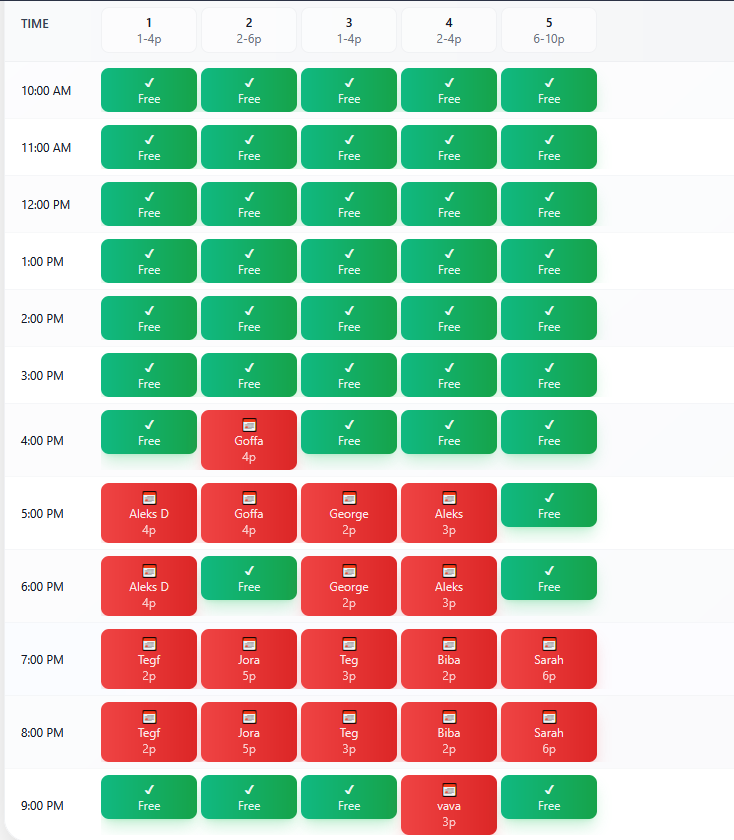 TIME 1 2 3 4 5
1-4p 2-6p 1-4p 2-4p 6-10p
10:00 AM ✓ Free ✓ Free ✓ Free ✓ Free ✓ Free
11:00 AM ✓ Free ✓ Free ✓ Free ✓ Free ✓ Free
12:00 PM ✓ Free ✓ Free ✓ Free ✓ Free ✓ Free
1:00 PM ✓ Free ✓ Free ✓ Free ✓ Free ✓ Free
2:00 PM ✓ Free ✓ Free ✓ Free ✓ Free ✓ Free
3:00 PM ✓ Free ✓ Free ✓ Free ✓ Free ✓ Free
4:00 PM ✓ Free Goffa 4p ✓ Free ✓ Free ✓ Free
5:00 PM Aleks D 4p Goffa 4p George 2p Aleks 3p ✓ Free
6:00 PM Aleks D 4p ✓ Free George 2p Aleks 3p ✓ Free
7:00 PM Tegf 2p Jora 5p Teg 3p Biba 2p Sarah 6p
8:00 PM Tegf 2p Jora 5p Teg 3p Biba 2p Sarah 6p
9:00 PM ✓ Free ✓ Free ✓ Free vava 3p ✓ Free